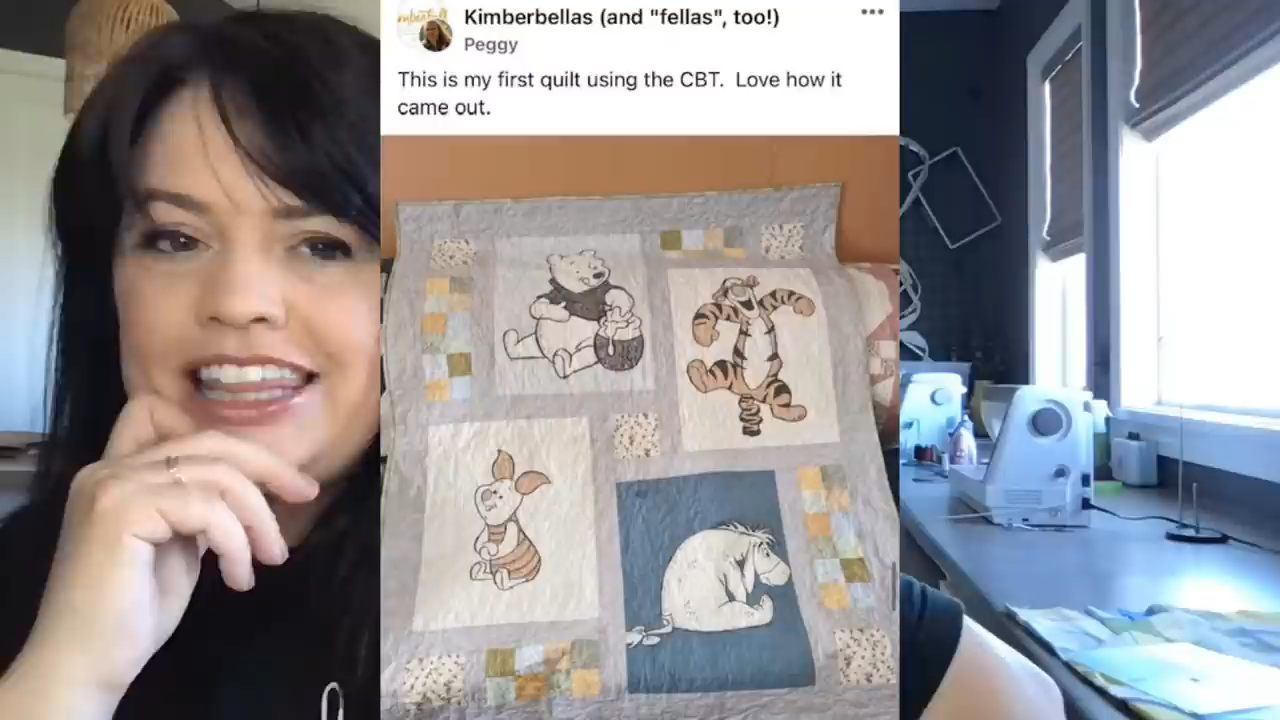 Kimberbellas (and "fellas", too!)
Peggy
This is my first quilt using the CBT.  Love how it
came out.